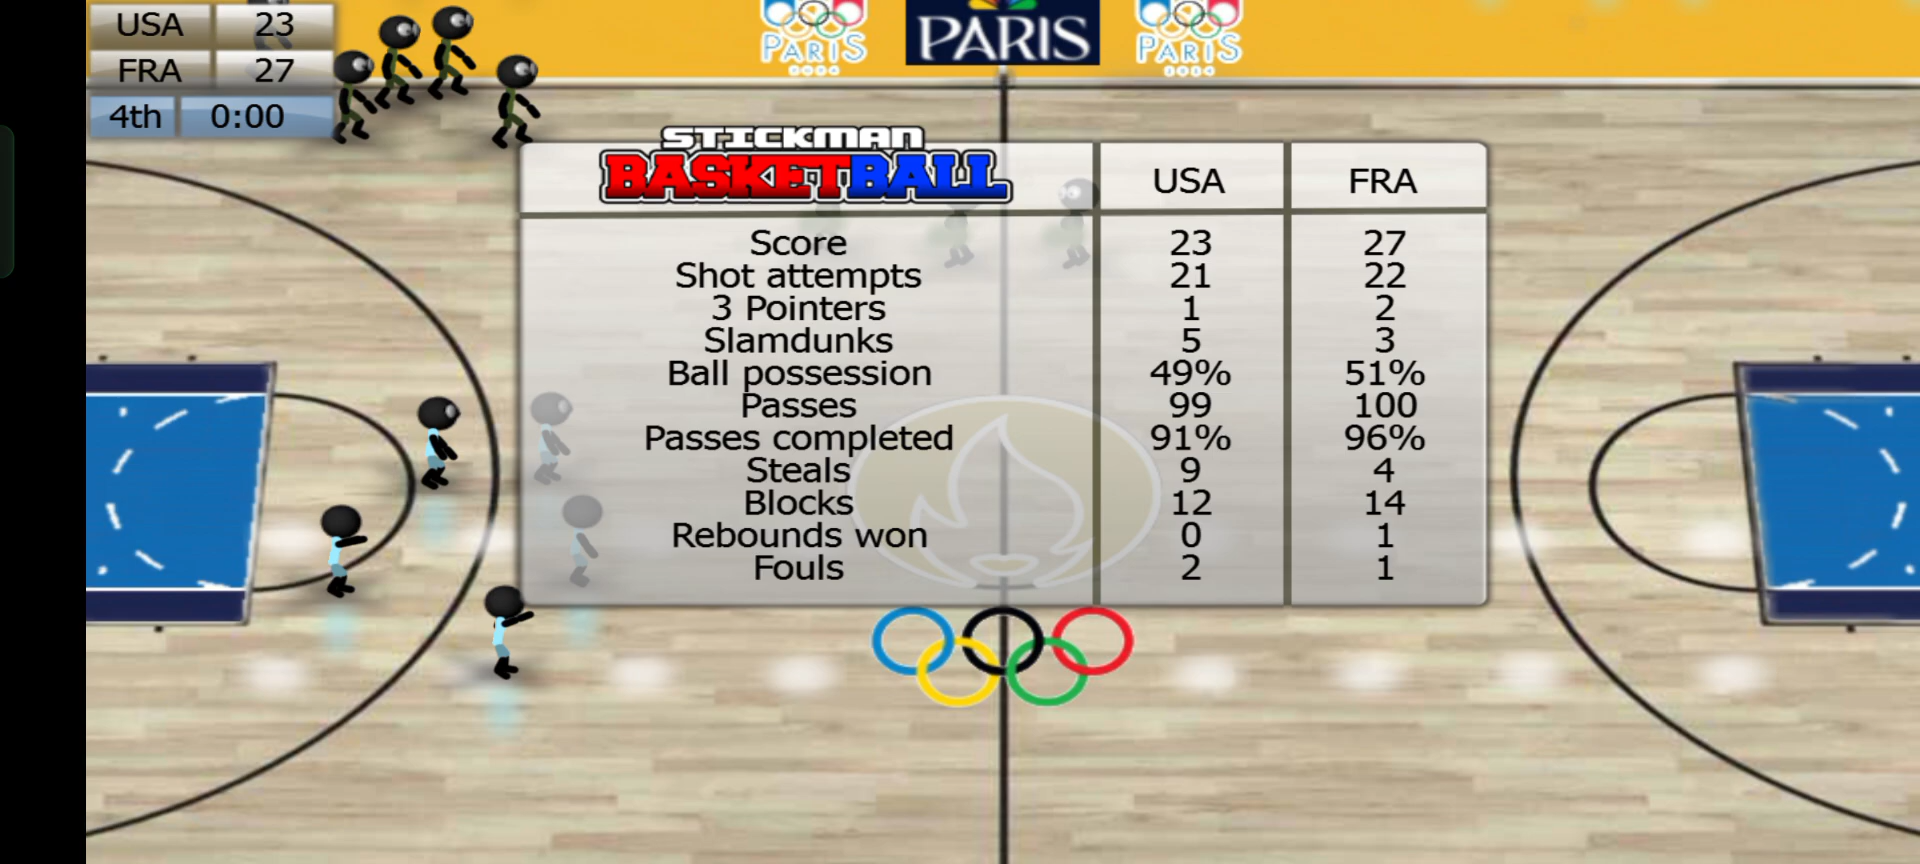 USA 23
FRA 27
4th 0:00
PARIS
PARIS
PARIS
2024
2024
STICKMAN
BASKETBALL
USA FRA
Score 23 27
Shot attempts 21 22
3 Pointers 1 2
Slamdunks 5 3
Ball possession 49% 51%
Passes 99 100
Passes completed 91% 96%
Steals 9 4
Blocks 12 14
Rebounds won 0 1
Fouls 2 1